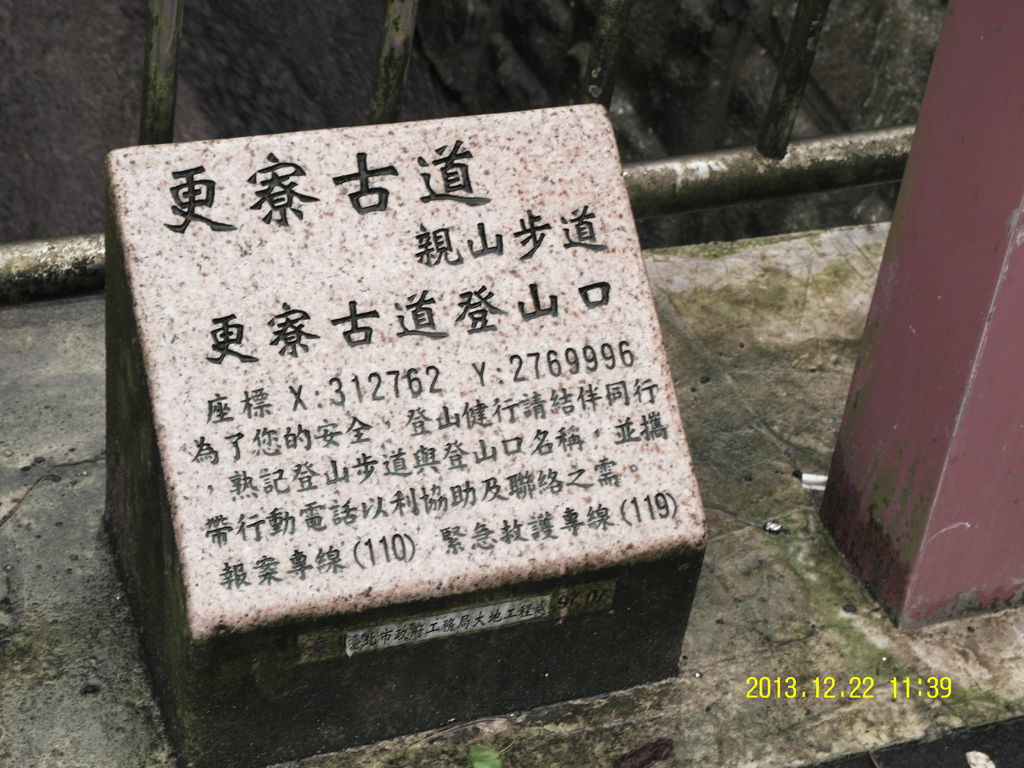 更寮古道
親山步道
更寮古道登山口
座標 X:312762 Y:2769996
為了您的安全，登山健行請結伴同行
，熟記登山步道與登山口名稱，並攜
帶行動電話以利協助及聯絡之需。
報案專線(110) 緊急救護專線(119)
臺北市政府工務局大地工程處 97.07
2013.12.22 11:39